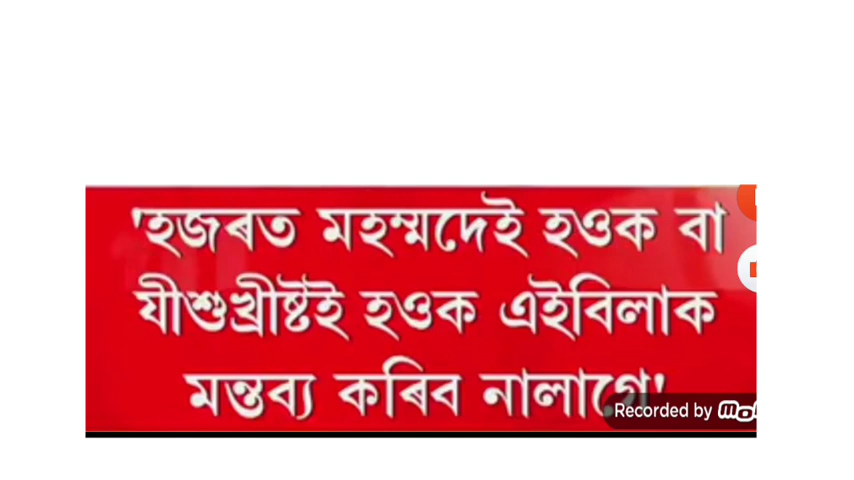 'হজৰত মহম্মদেই হওক বা
যীশুখ্ৰীষ্টই হওক এইবিলাক
মন্তব্য কৰিব নালাগে'
Recorded by